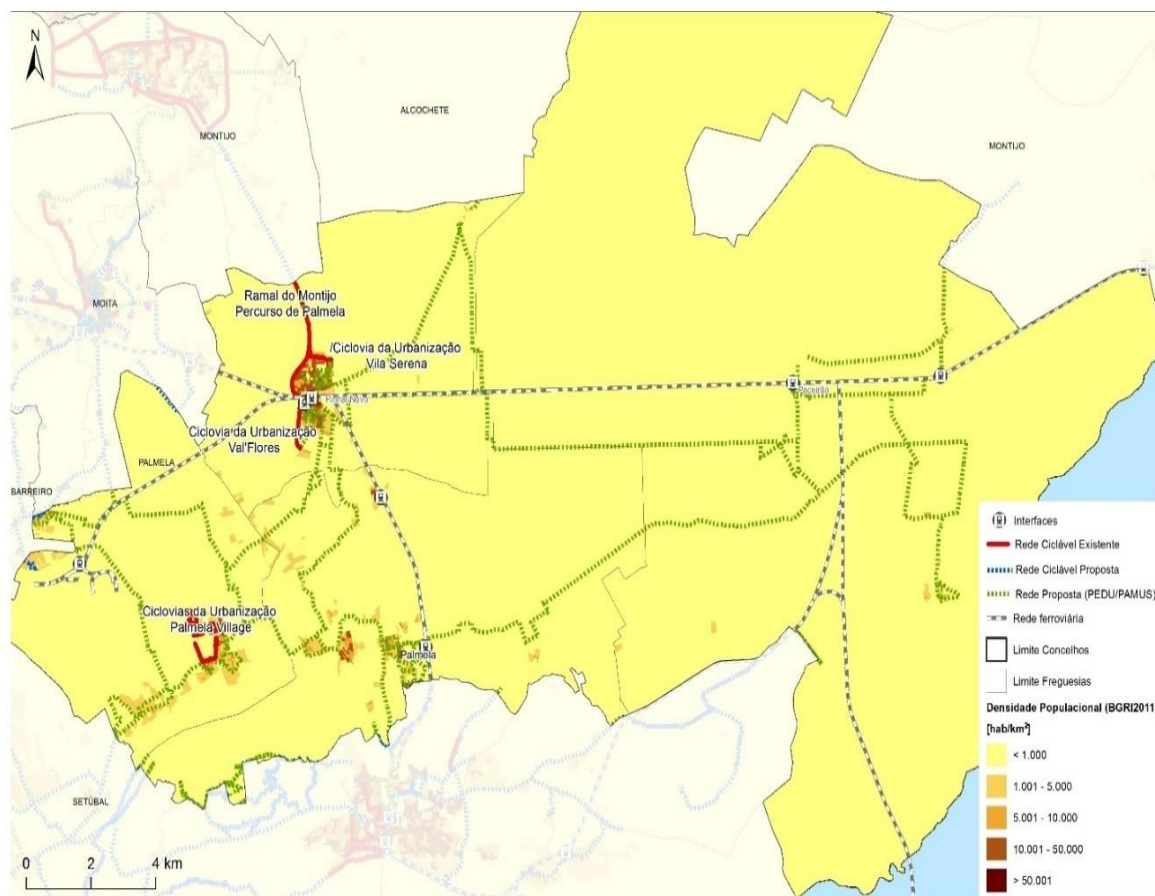 N
ALCOCHETE
MONTIJO
MONTIJO
MOITA
Ramal do Montijo
Percurso de Palmela
/Ciclovia da Urbanização
Vila Serena
Pinhal Novo
Poceirão
Ciclovia da Urbanização
Val'Flores
PALMELA
BARREIRO
Ciclovias da Urbanização
Palmela Village
Palmela
SETÚBAL
0 2 4 km
Interfaces
Rede Ciclável Existente
Rede Ciclável Proposta
Rede Proposta (PEDU/PAMUS)
Rede ferroviária
Limite Concelhos
Limite Freguesias
Densidade Populacional (BGRI2011
[hab/km²]
< 1.000
1.001 - 5.000
5.001 - 10.000
10.001 - 50.000
> 50.001